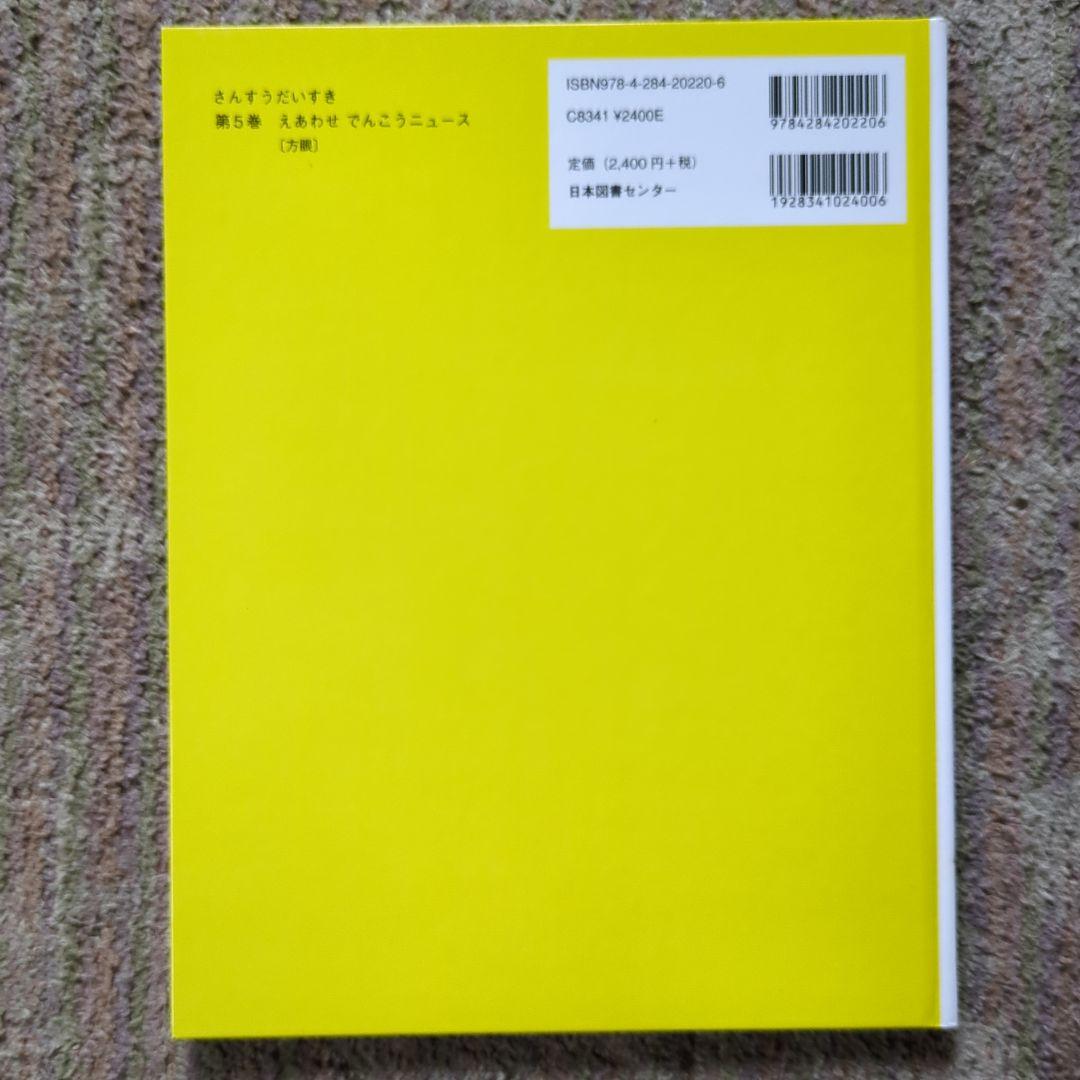 さんすうだいすき
第5巻 えあわせ でんこうニュース
〔方眼〕
ISBN978-4-284-20220-6
C8341 ¥2400E
定価(2,400円+税)
日本図書センター
9784284202206
1928341024006